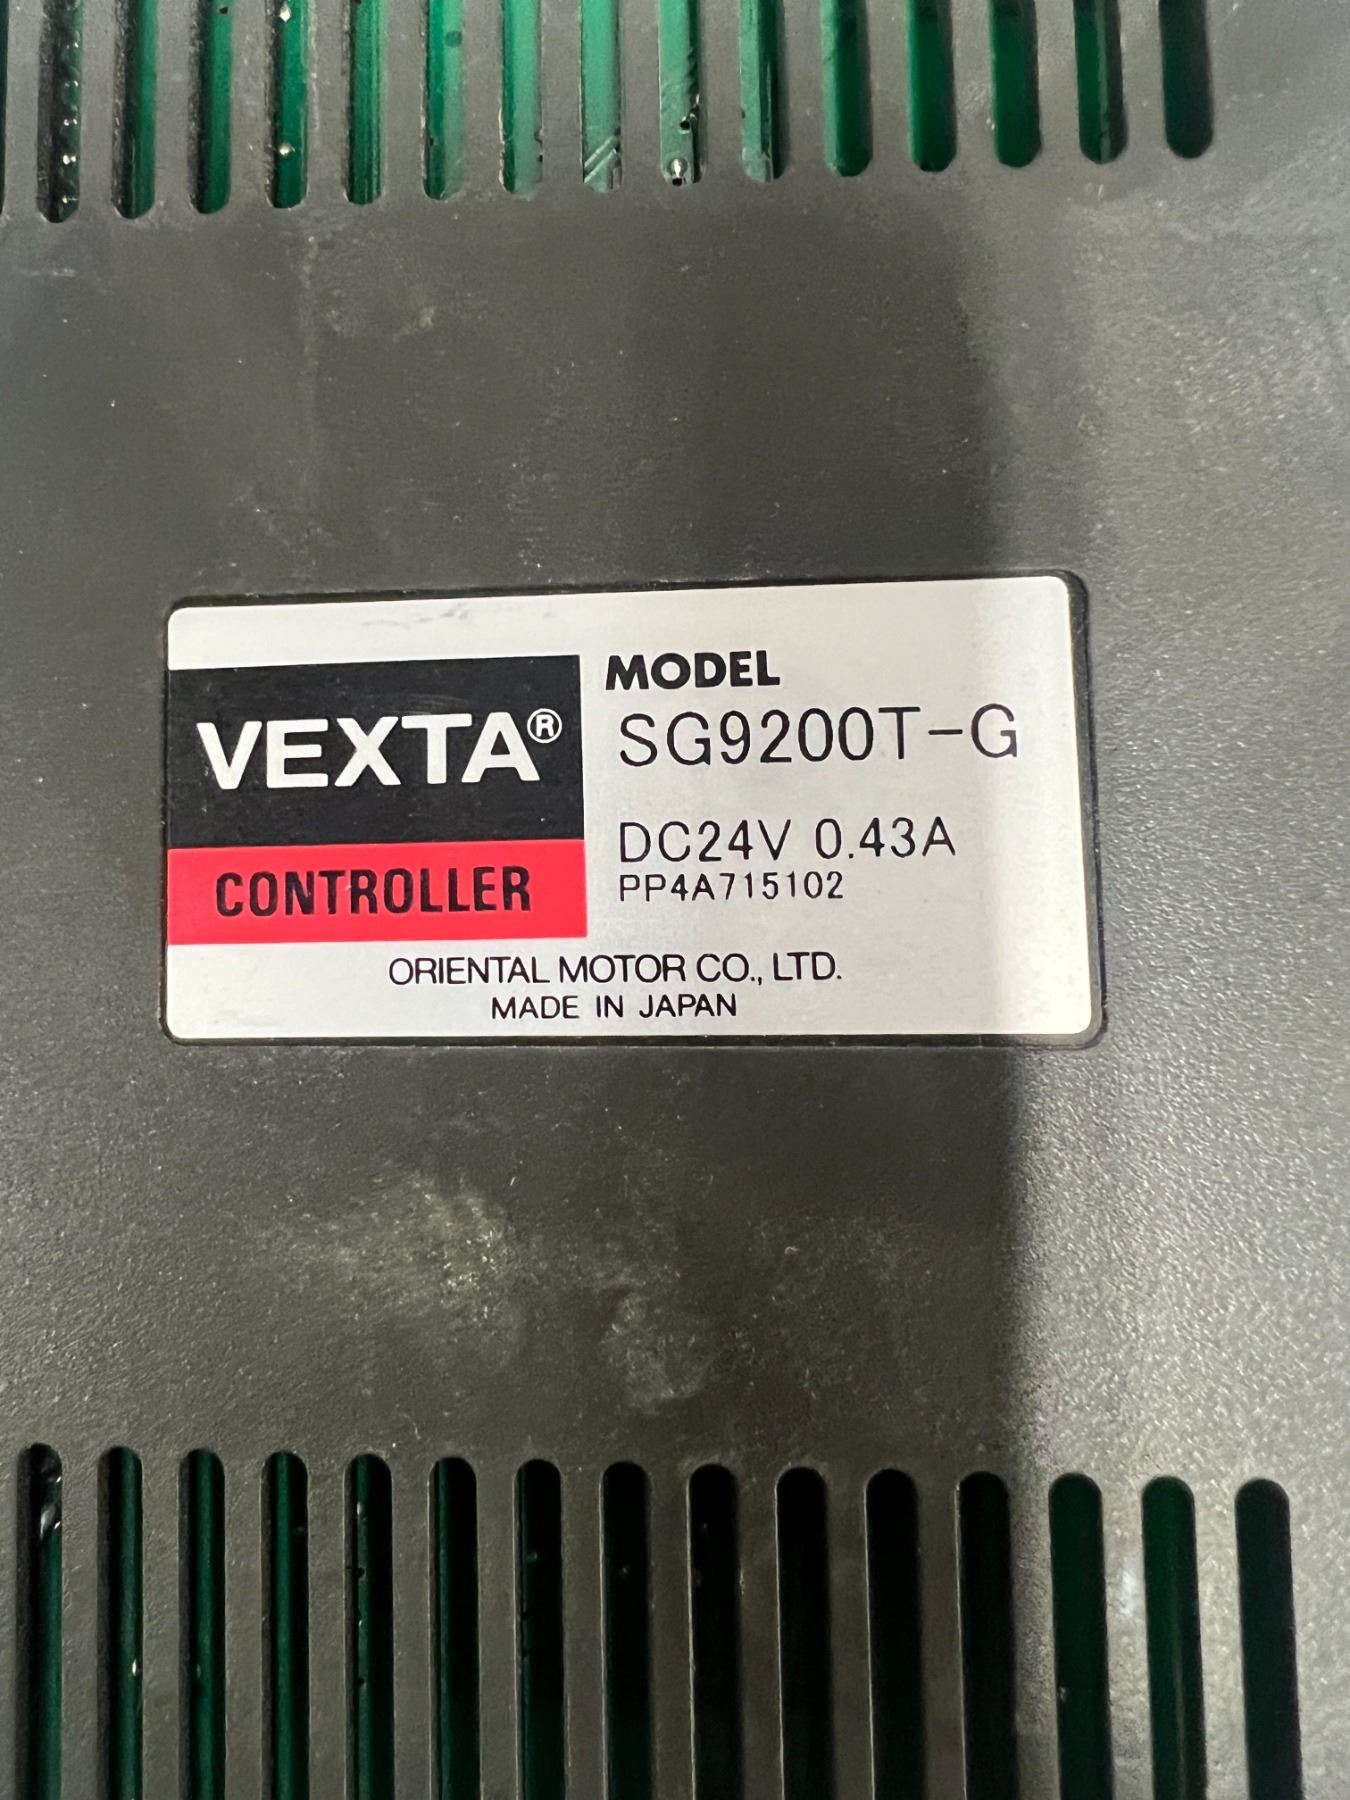 MODEL
VEXTA®
SG9200T-G
DC24V 0.43A
CONTROLLER
PP4A715102
ORIENTAL MOTOR CO., LTD.
MADE IN JAPAN